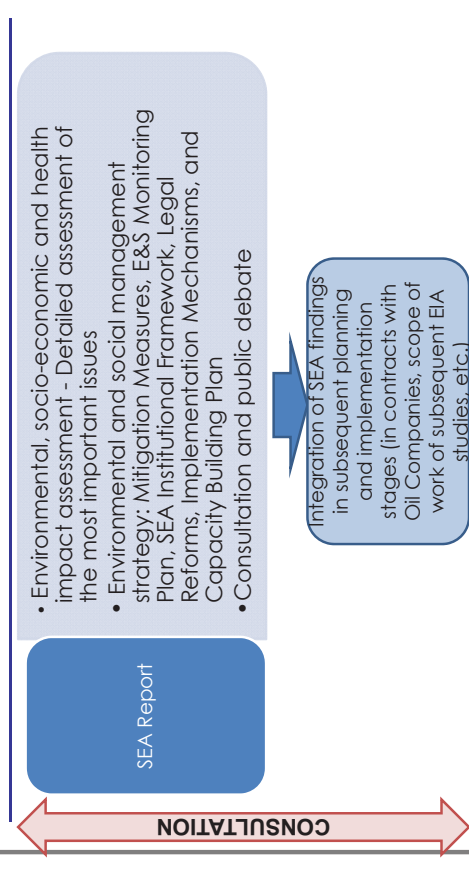 CONSULTATION
SEA Report
• Environmental, socio-economic and health
impact assessment - Detailed assessment of
the most important issues
• Environmental and social management
strategy: Mitigation Measures, E&S Monitoring
Plan, SEA Institutional Framework, Legal
Reforms, Implementation Mechanisms, and
Capacity Building Plan
• Consultation and public debate
Integration of SEA findings
in subsequent planning
and implementation
stages (in contracts with
Oil Companies, scope of
work of subsequent EIA
studies, etc.)